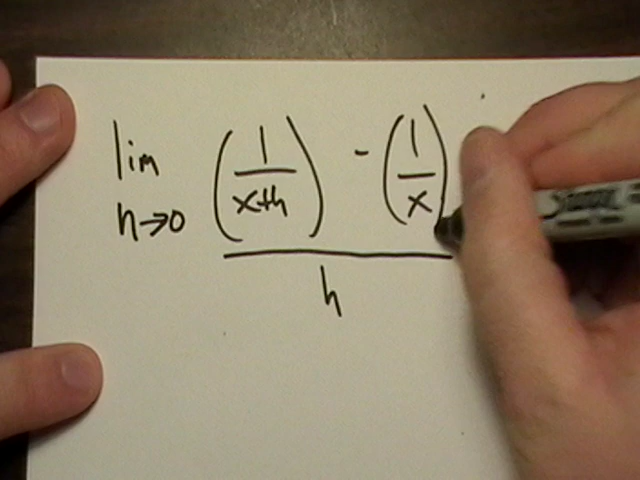 lim h→0 (1/(x+h)) - (1/x)
h